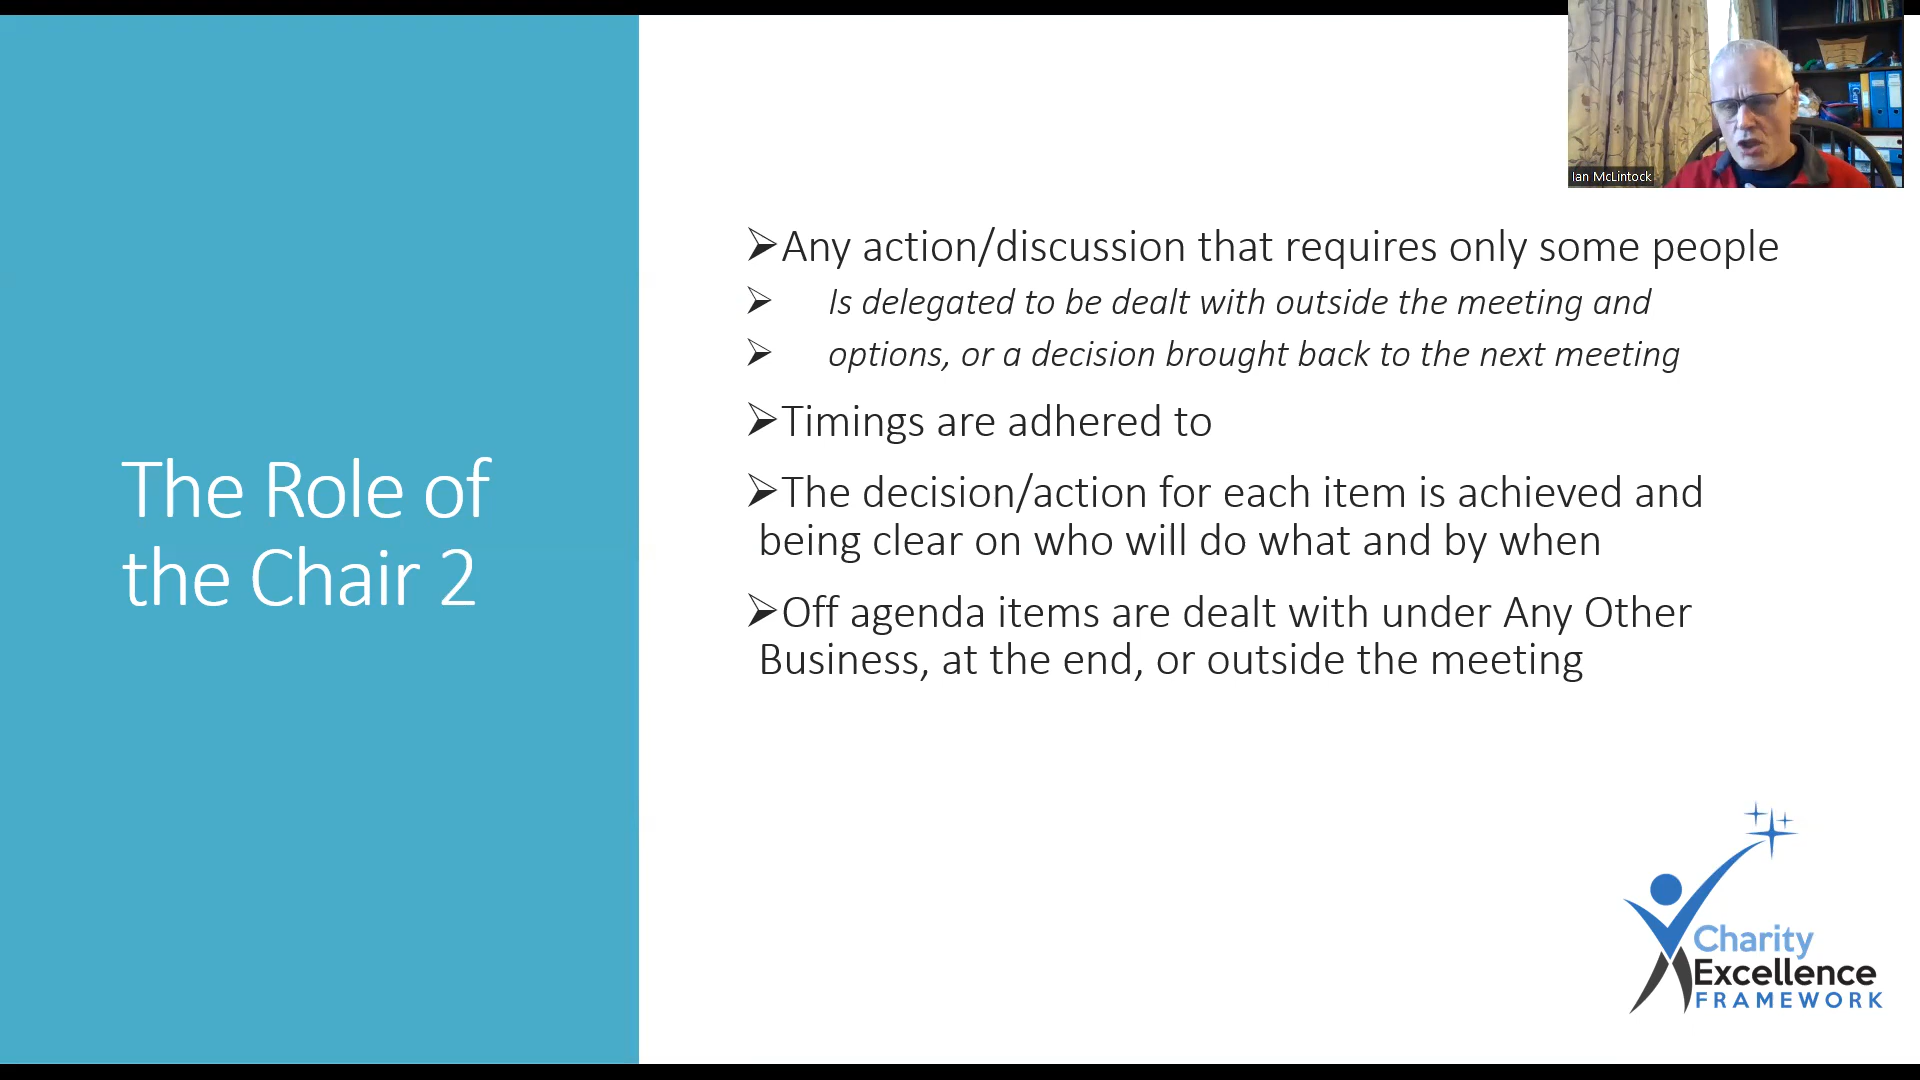 Ian McLintock
The Role of
the Chair 2
➢Any action/discussion that requires only some people
➢ Is delegated to be dealt with outside the meeting and
➢ options, or a decision brought back to the next meeting
➢Timings are adhered to
➢The decision/action for each item is achieved and
being clear on who will do what and by when
➢Off agenda items are dealt with under Any Other
Business, at the end, or outside the meeting
Charity
Excellence
FRAMEWORK